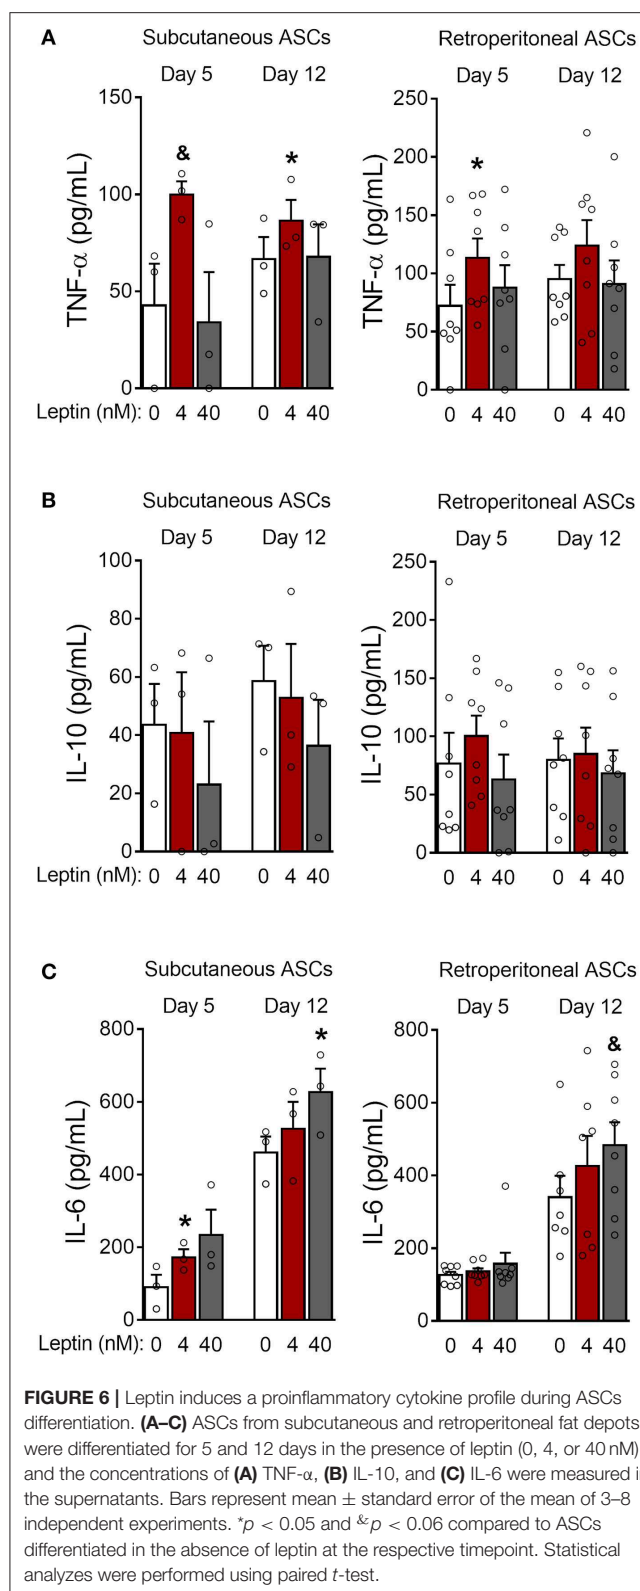 A
Subcutaneous ASCs
Retroperitoneal ASCs
Day 5 Day 12
Day 5 Day 12
TNF-α (pg/mL)
150
100
50
0
&
*
TNF-α (pg/mL)
250
200
150
100
50
0
*
Leptin (nM): 0 4 40 0 4 40
0 4 40 0 4 40
B
Subcutaneous ASCs
Retroperitoneal ASCs
Day 5 Day 12
Day 5 Day 12
IL-10 (pg/mL)
100
80
60
40
20
0
IL-10 (pg/mL)
250
200
150
100
50
0
Leptin (nM): 0 4 40 0 4 40
0 4 40 0 4 40
C
Subcutaneous ASCs
Retroperitoneal ASCs
Day 5 Day 12
Day 5 Day 12
IL-6 (pg/mL)
800
600
400
200
0
*
*
IL-6 (pg/mL)
800
600
400
200
0
&
Leptin (nM): 0 4 40 0 4 40
0 4 40 0 4 40
FIGURE 6 | Leptin induces a proinflammatory cytokine profile during ASCs
differentiation. (A–C) ASCs from subcutaneous and retroperitoneal fat depots
were differentiated for 5 and 12 days in the presence of leptin (0, 4, or 40 nM)
and the concentrations of (A) TNF-α, (B) IL-10, and (C) IL-6 were measured i
the supernatants. Bars represent mean ± standard error of the mean of 3–8
independent experiments. *p < 0.05 and &p < 0.06 compared to ASCs
differentiated in the absence of leptin at the respective timepoint. Statistical
analyzes were performed using paired t-test.